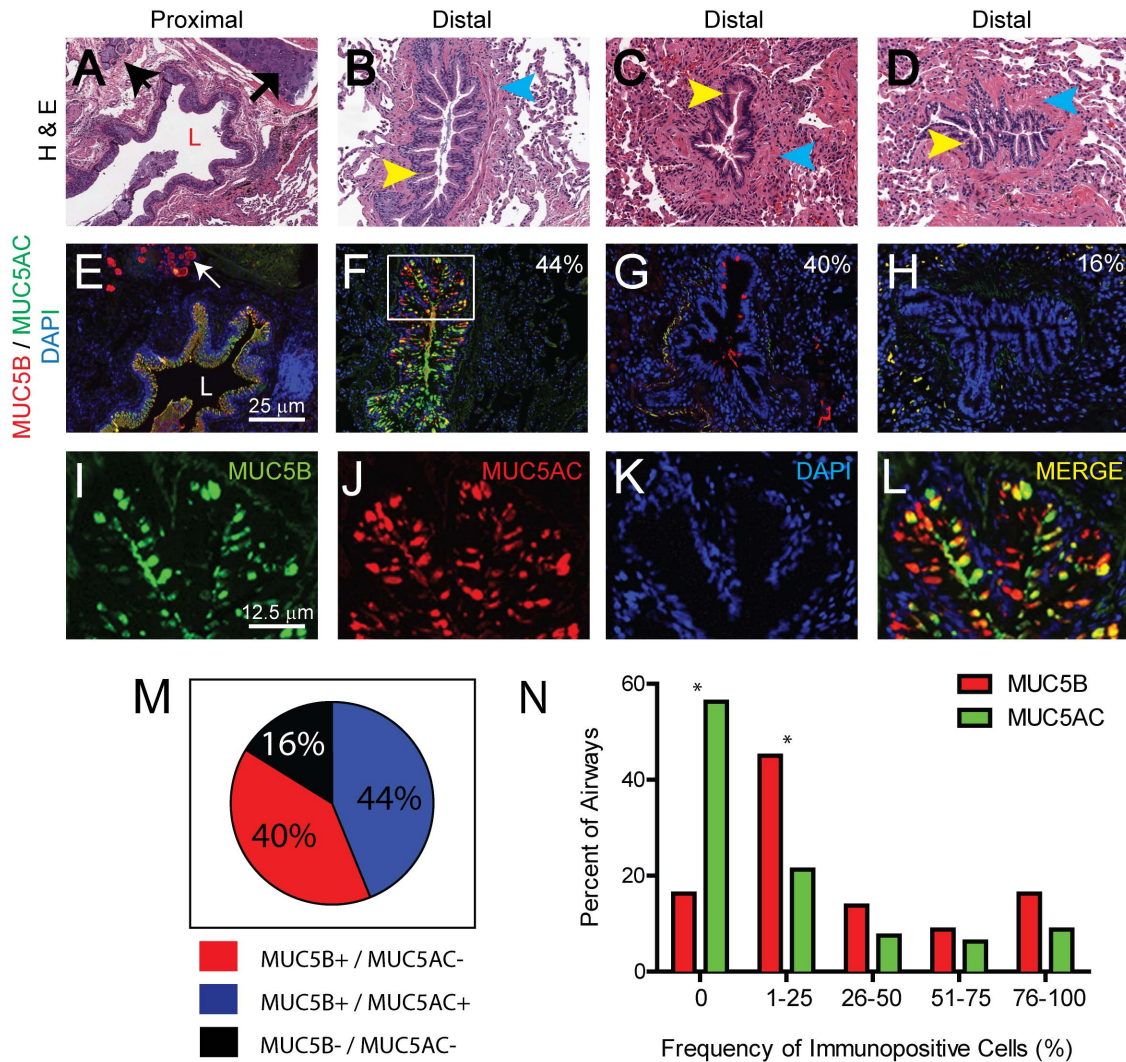 Proximal Distal Distal Distal
H & E
A B C D
L
MUC5B / MUC5AC
DAPI
E F G H
44% 40% 16%
L
25 µm
I MUC5B J MUC5AC K DAPI L MERGE
12.5 µm
M
16%
44%
40%
MUC5B+ / MUC5AC-
MUC5B+ / MUC5AC+
MUC5B- / MUC5AC-
N
MUC5B
MUC5AC
Percent of Airways
60
40
20
0
* *
0 1-25 26-50 51-75 76-100
Frequency of Immunopositive Cells (%)